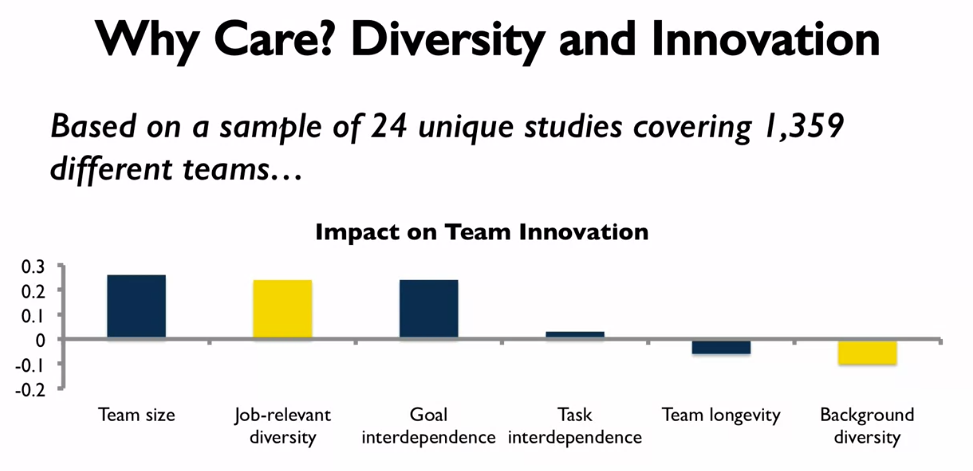 Why Care? Diversity and Innovation
Based on a sample of 24 unique studies covering 1,359
different teams…
Impact on Team Innovation
0.3
0.2
0.1
0
-0.1
-0.2
Team size
Job-relevant
diversity
Goal
interdependence
Task
interdependence
Team longevity
Background
diversity